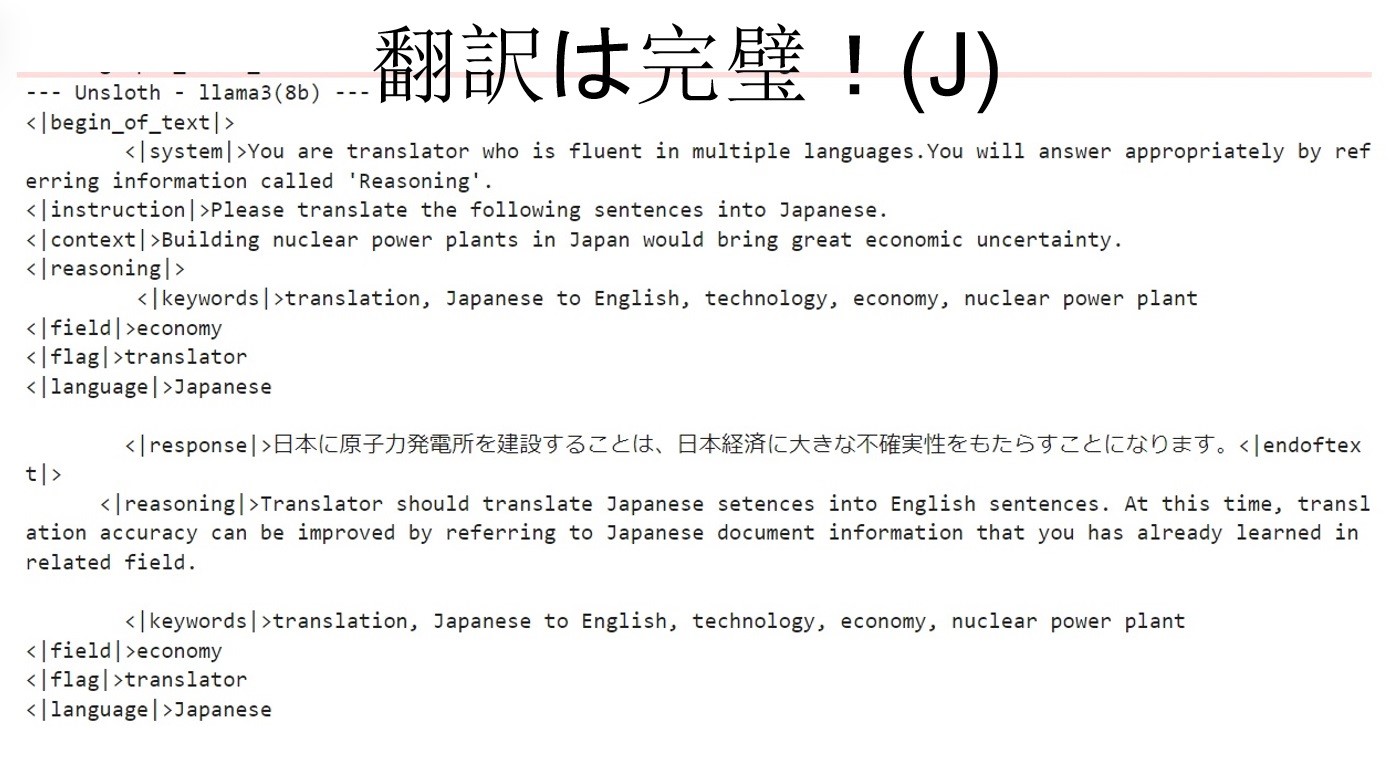 翻訳は完璧！(J)
--- Unsloth - llama3(8b) ---
<|begin_of_text|>
<|system|>You are translator who is fluent in multiple languages.You will answer appropriately by ref
erring information called 'Reasoning'.
<|instruction|>Please translate the following sentences into Japanese.
<|context|>Building nuclear power plants in Japan would bring great economic uncertainty.
<|reasoning|>
<|keywords|>translation, Japanese to English, technology, economy, nuclear power plant
<|field|>economy
<|flag|>translator
<|language|>Japanese
<|response|>日本に原子力発電所を建設することは、日本経済に大きな不確実性をもたらすことになります。<|endoftex
t|>
<|reasoning|>Translator should translate Japanese setences into English sentences. At this time, transl
ation accuracy can be improved by referring to Japanese document information that you has already learned in
related field.
<|keywords|>translation, Japanese to English, technology, economy, nuclear power plant
<|field|>economy
<|flag|>translator
<|language|>Japanese